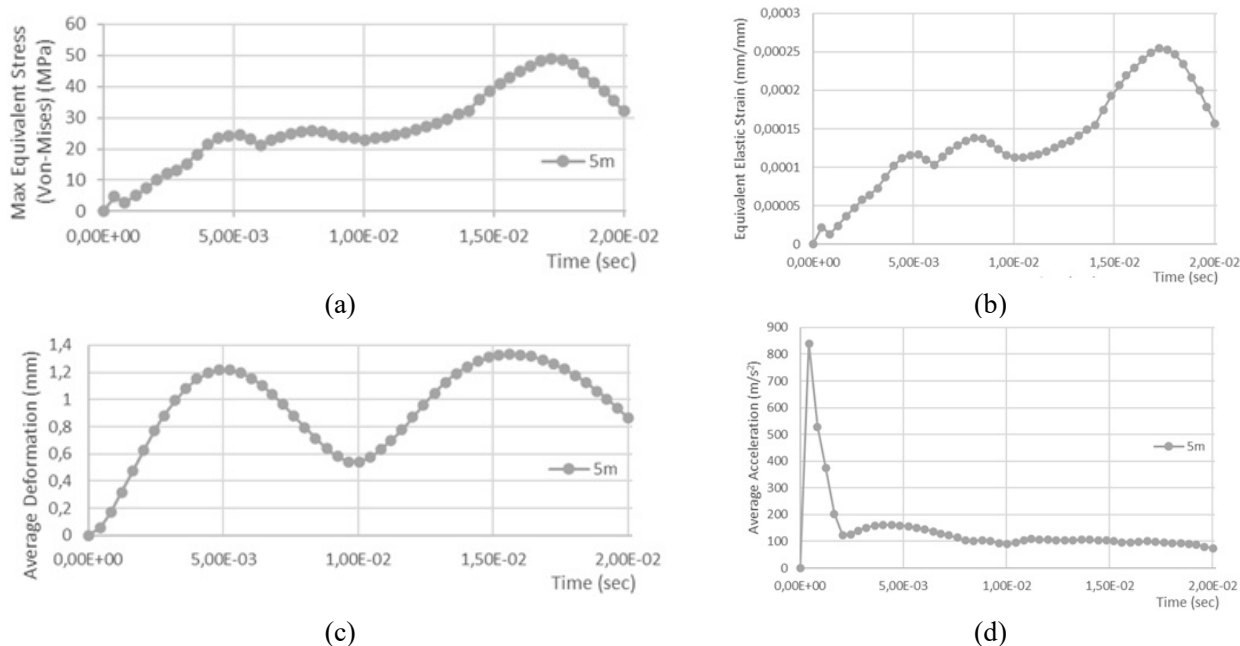 Max Equivalent Stress
(Von-Mises) (MPa)
60
50
40
30
20
10
0
0,00E+00 5,00E-03 1,00E-02 1,50E-02 2,00E-02
Time (sec)
5m
(a)
Equivalent Elastic Strain (mm/mm)
0,0003
0,00025
0,0002
0,00015
0,0001
0,00005
0
0,00E+00 5,00E-03 1,00E-02 1,50E-02 2,00E-02
Time (sec)
(b)
Average Deformation (mm)
1,4
1,2
1
0,8
0,6
0,4
0,2
0
0,00E+00 5,00E-03 1,00E-02 1,50E-02 2,00E-02
Time (sec)
5m
(c)
Average Acceleration (m/s²)
900
800
700
600
500
400
300
200
100
0
0,00E+00 5,00E-03 1,00E-02 1,50E-02 2,00E-02
Time (sec)
5m
(d)